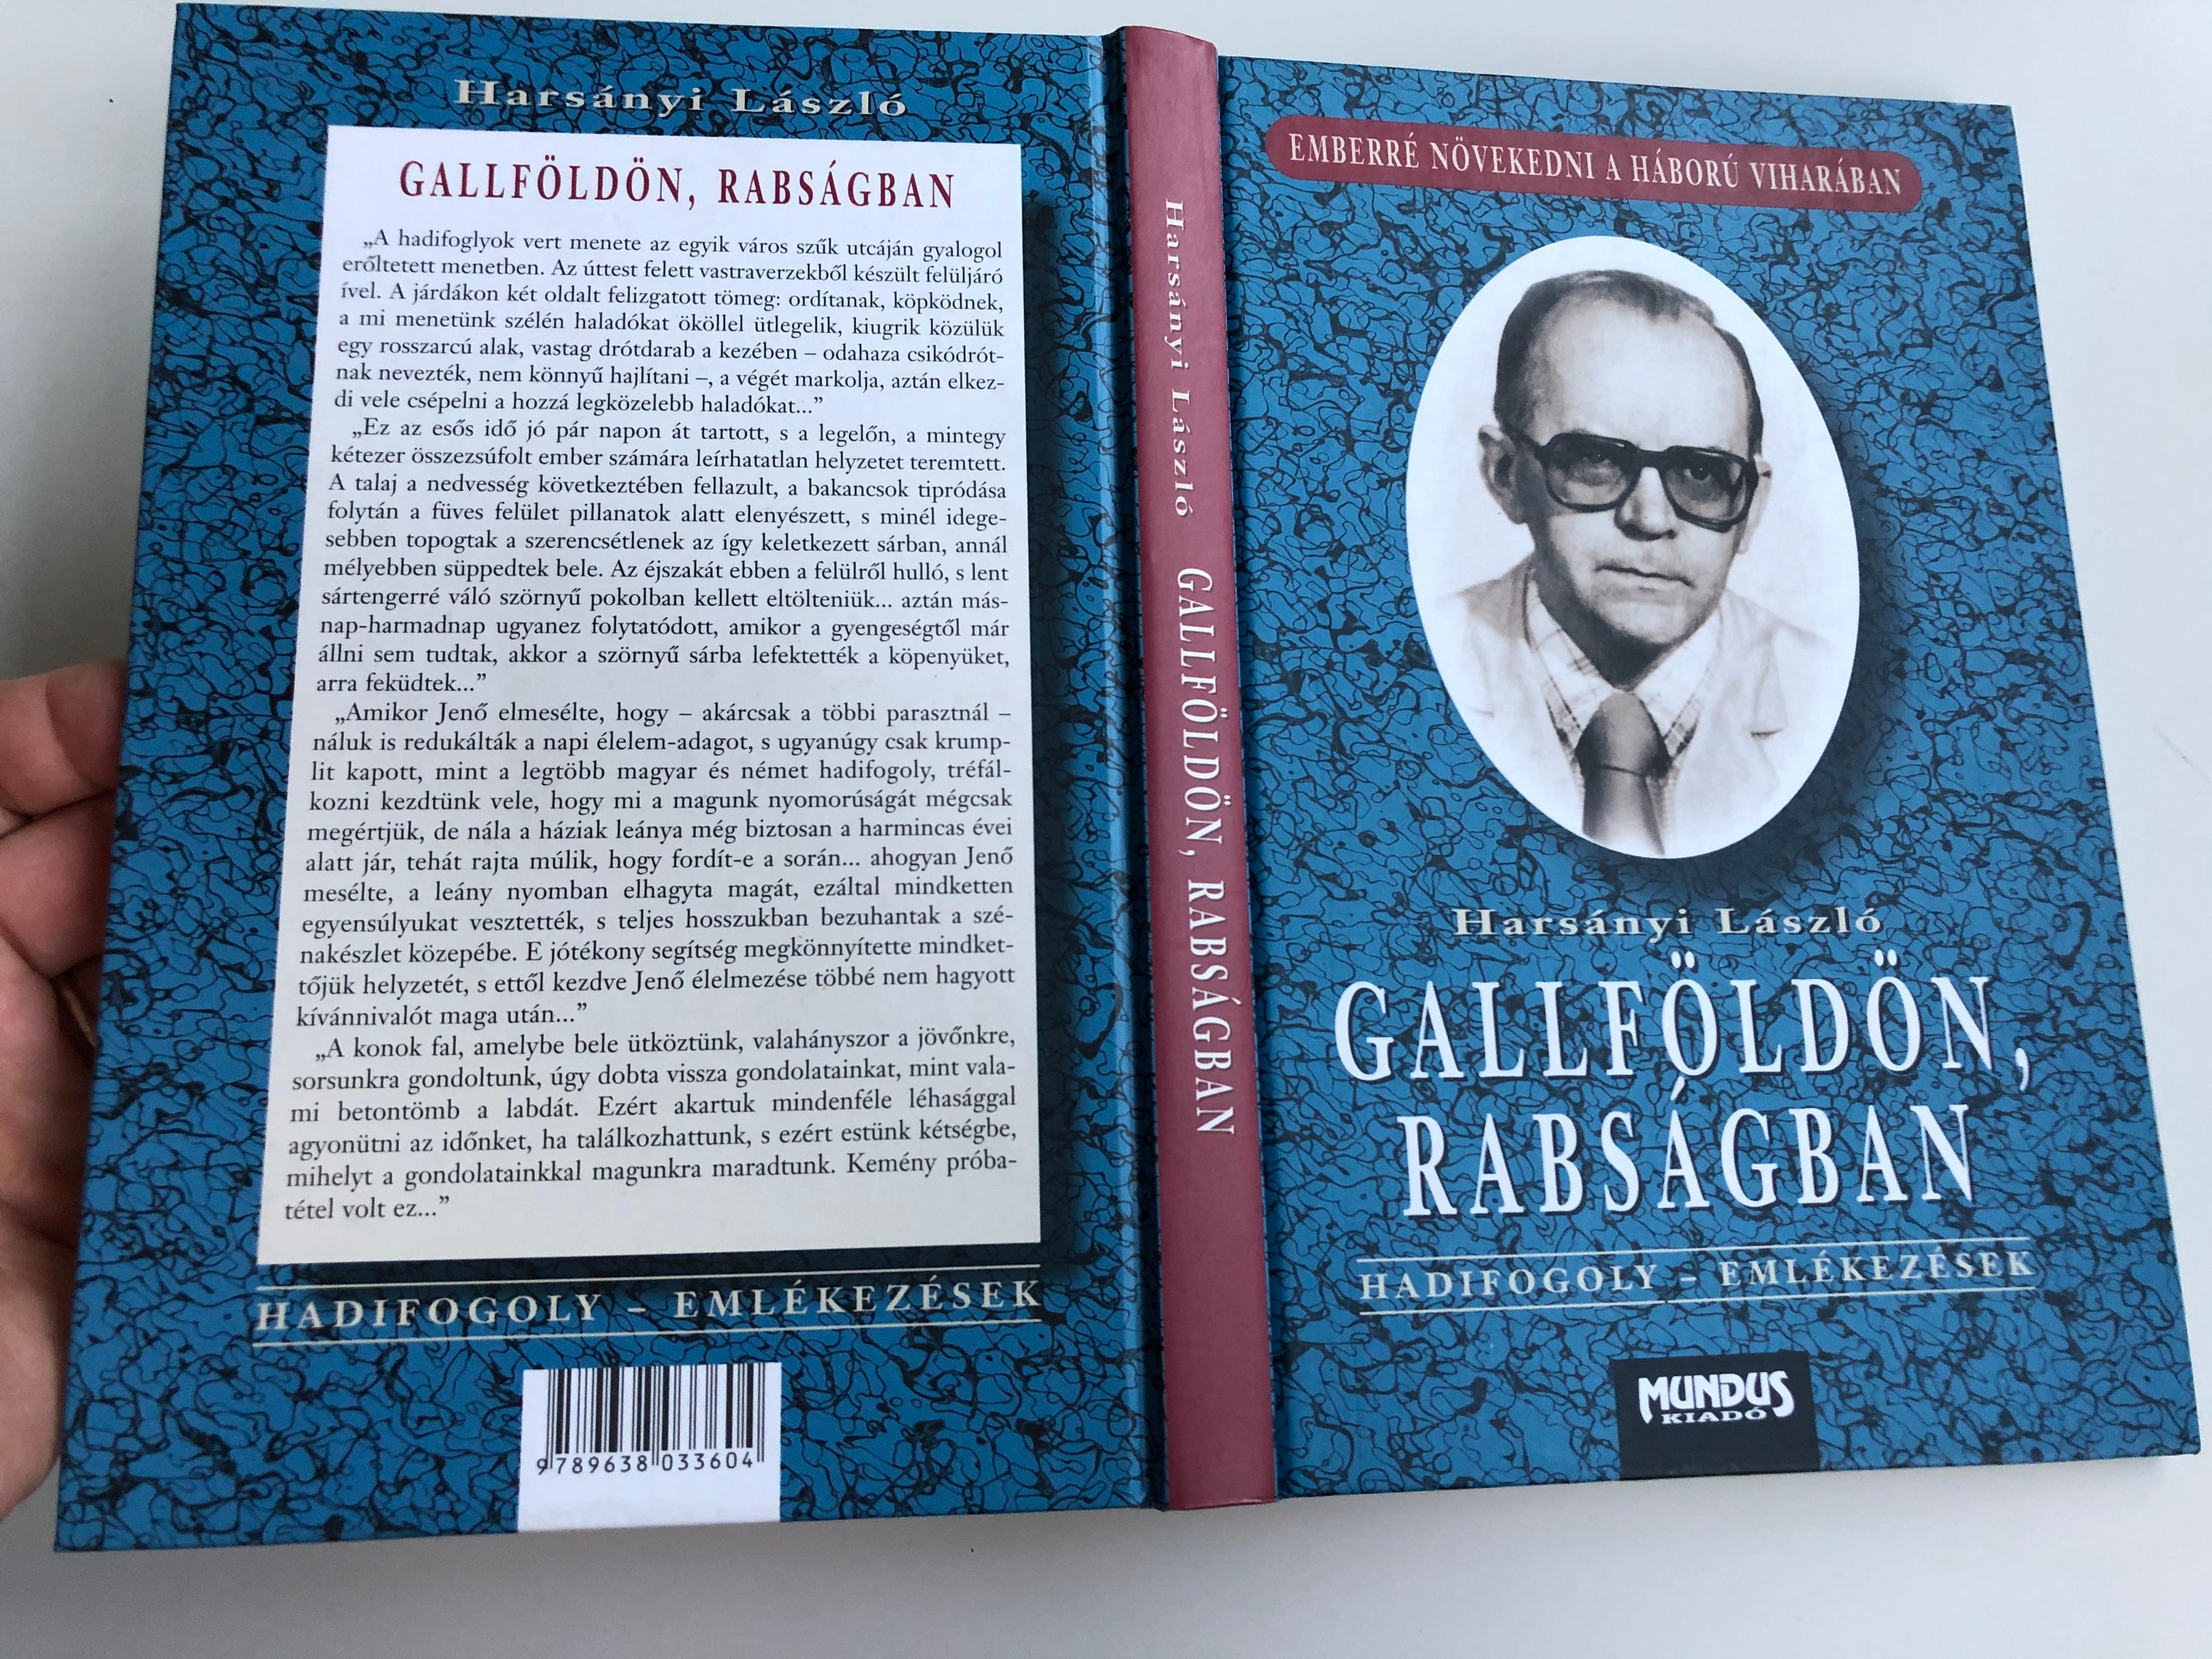 Harsányi László
GALLFÖLDÖN, RABSÁGBAN
„A hadifoglyok vert menete az egyik város szűk utcáján gyalogol
erőltetett menetben. Az úttest felett vastraverzekből készült felüljáró
ível. A járdákon két oldalt felizgatott tömeg: ordítanak, köpködnek,
a mi menetünk szélén haladókat ököllel ütlegelik, kiugrik közülük
egy rosszarcú alak, vastag drótdarab a kezében – odahaza csikódrót-
nak nevezték, nem könnyű hajlítani –, a végét markolja, aztán elkez-
di vele csépelni a hozzá legközelebb haladókat...”
„Ez az esős idő jó pár napon át tartott, s a legelőn, a mintegy
kétezer összezsúfolt ember számára leírhatatlan helyzetet teremtett.
A talaj a nedvesség következtében fellazult, a bakancsok tipródása
folytán a füves felület pillanatok alatt elenyészett, s minél idege-
sebben topogtak a szerencsétlenek az így keletkezett sárban, annál
mélyebben süppedtek bele. Az éjszakát ebben a felülről hulló, s lent
sártengerré váló szörnyű pokolban kellett eltölteniük... aztán más-
nap-harmadnap ugyanez folytatódott, amikor a gyengeségtől már
állni sem tudtak, akkor a szörnyű sárba lefektették a köpenyüket,
arra feküdtek...”
„Amikor Jenő elmesélte, hogy – akárcsak a többi parasztnál –
náluk is redukálták a napi élelem-adagot, s ugyanúgy csak krump-
lit kapott, mint a legtöbb magyar és német hadifogoly, tréfál-
kozni kezdtünk vele, hogy mi a magunk nyomorúságát mégcsak
megértjük, de nála a háziak leánya még biztosan a harmincas évei
alatt jár, tehát rajta múlik, hogy fordít-e a során... ahogyan Jenő
mesélte, a leány nyomban elhagyta magát, ezáltal mindketten
egyensúlyukat vesztették, s teljes hosszukban bezuhantak a szé-
nakészlet közepébe. E jótékony segítség megkönnyítette mindket-
tőjük helyzetét, s ettől kezdve Jenő élelmezése többé nem hagyott
kívánnivalót maga után...”
„A konok fal, amelybe bele ütköztünk, valahányszor a jövőnkre,
sorsunkra gondoltunk, úgy dobta vissza gondolatainkat, mint vala-
mi betontömb a labdát. Ezért akartuk mindenféle léhasággal
agyonütni az időnket, ha találkozhattunk, s ezért estünk kétségbe,
mihelyt a gondolatainkkal magunkra maradtunk. Kemény próba-
tétel volt ez...”
HADIFOGOLY – EMLÉKEZÉSEK
9789638033604
Harsányi László GALLFÖLDÖN, RABSÁGBAN
EMBERRÉ NÖVEKEDNI A HÁBORÚ VIHARÁBAN
Harsányi László
GALLFÖLDÖN,
RABSÁGBAN
HADIFOGOLY – EMLÉKEZÉSEK
MUNDUS
KIADÓ